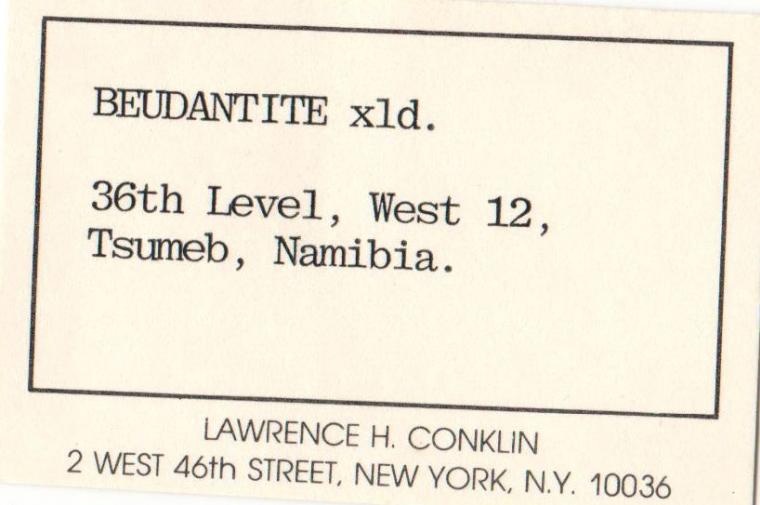 BEUDANTITE xld.
36th Level, West 12,
Tsumeb, Namibia.
LAWRENCE H. CONKLIN
2 WEST 46th STREET, NEW YORK, N.Y. 10036